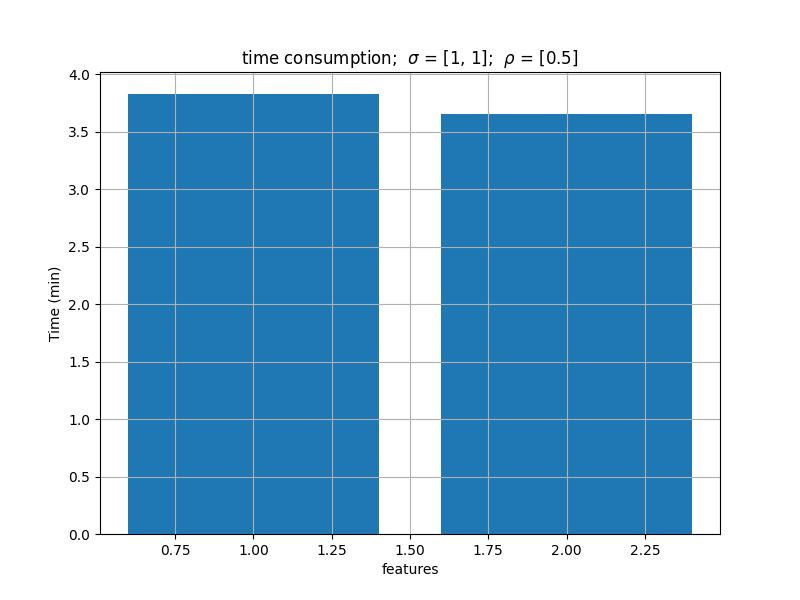 time consumption;  σ = [1, 1];  ρ = [0.5]
Time (min)
4.0
3.5
3.0
2.5
2.0
1.5
1.0
0.5
0.0
0.75 1.00 1.25 1.50 1.75 2.00 2.25
features